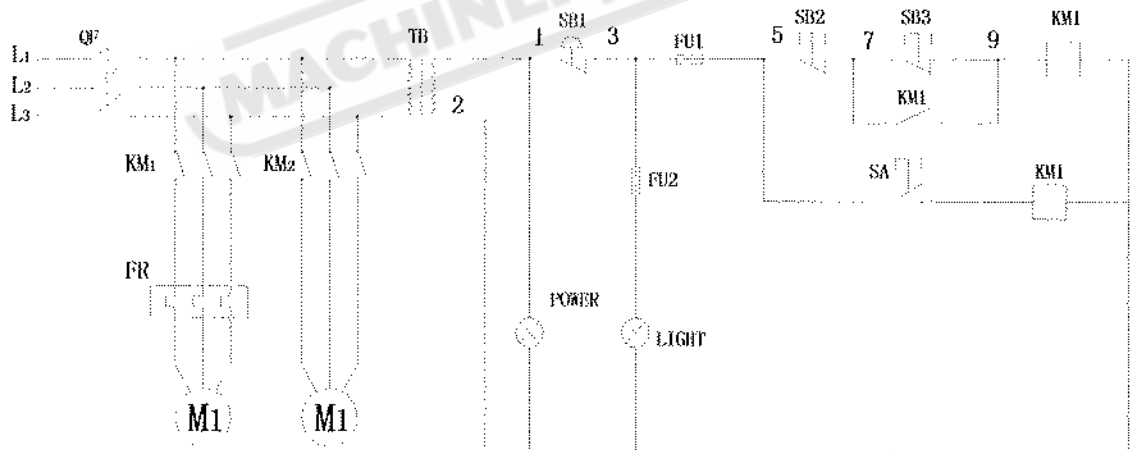 MACHINE
QF
TB
1
SB1
3
FU1
5
SB2
7
SB3
9
KM1
L1
L2
L3
2
KM1
KM1
KM2
SA
KM1
FU2
FR
POWER
LIGHT
M1
M1